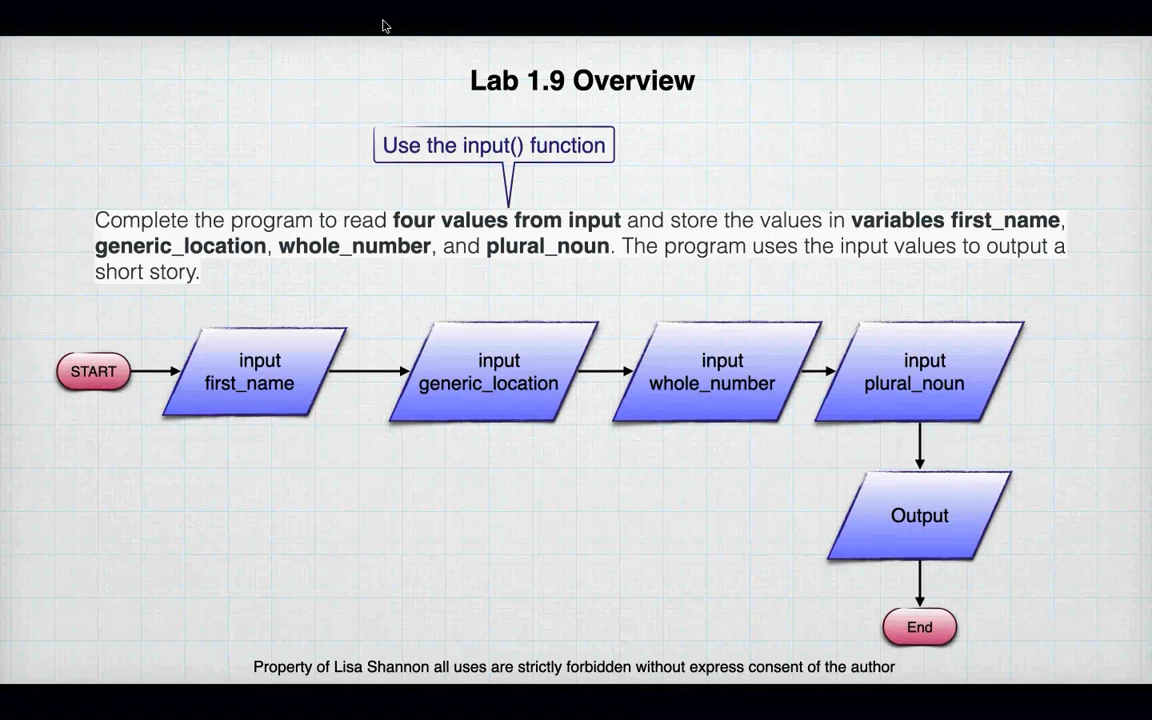 Lab 1.9 Overview
Use the input() function
Complete the program to read four values from input and store the values in variables first_name,
generic_location, whole_number, and plural_noun. The program uses the input values to output a
short story.
START
input
first_name
input
generic_location
input
whole_number
input
plural_noun
Output
End
Property of Lisa Shannon all uses are strictly forbidden without express consent of the author